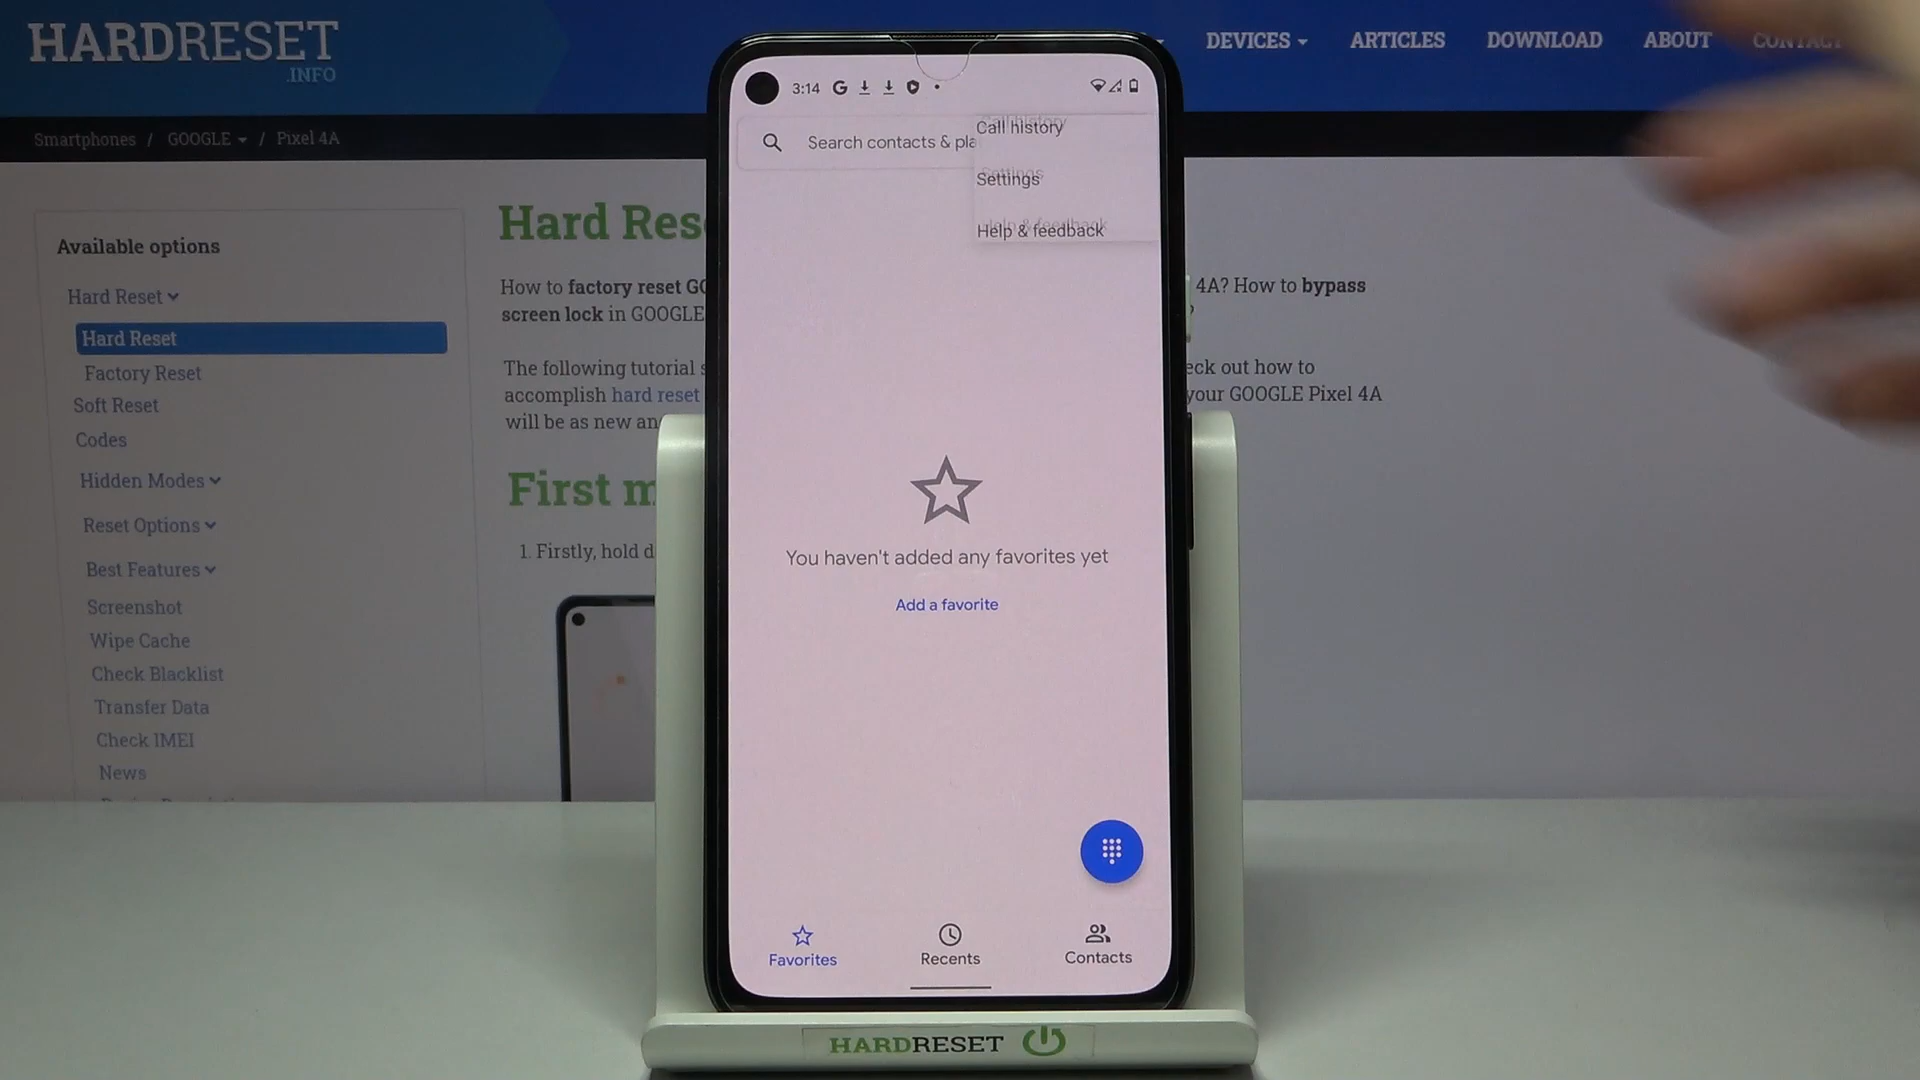 HARDRESET
.INFO
DEVICES
ARTICLES
DOWNLOAD
ABOUT
CONTACT
Smartphones / GOOGLE / Pixel 4A
Available options
Hard Reset
Hard Reset
Factory Reset
Soft Reset
Codes
Hidden Modes
Reset Options
Best Features
Screenshot
Wipe Cache
Check Blacklist
Transfer Data
Check IMEI
News
Hard Res
How to factory reset GO
4A? How to bypass
screen lock in GOOGLE
?
The following tutorial s
eck out how to
accomplish hard reset
your GOOGLE Pixel 4A
will be as new an
First m
1. Firstly, hold d
3:14
Search contacts & pla
Call history
Settings
Help & feedback
You haven't added any favorites yet
Add a favorite
Favorites
Recents
Contacts
HARDRESET